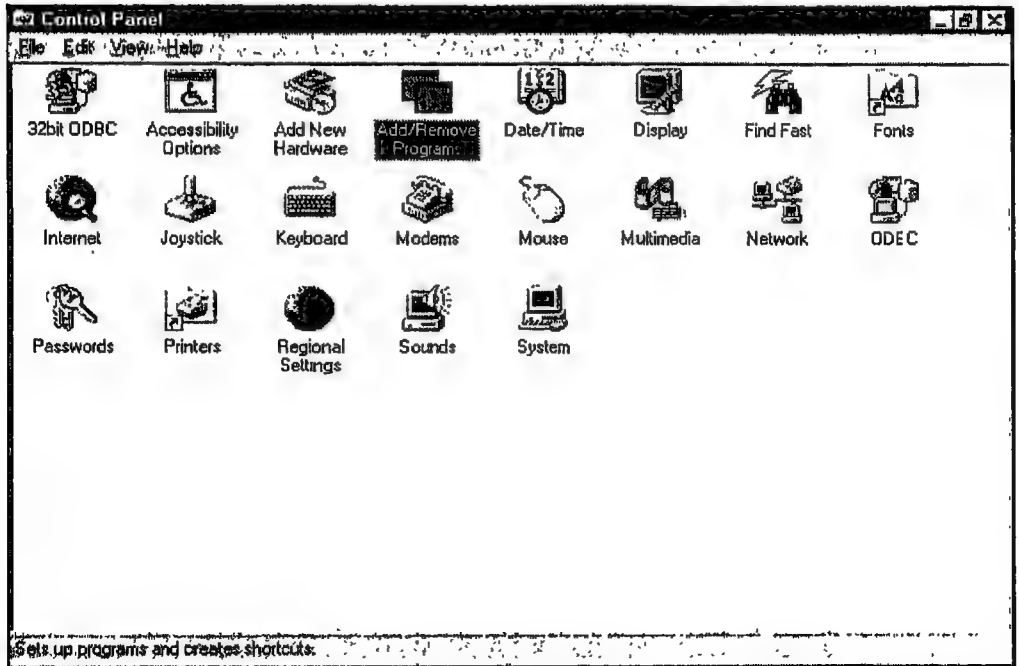 Control Panel
File Edit View Help
32bit ODBC Accessibility Options Add New Hardware Add/Remove Programs Date/Time Display Find Fast Fonts
Internet Joystick Keyboard Modems Mouse Multimedia Network ODEC
Passwords Printers Regional Settings Sounds System
Sets up programs and creates shortcuts.